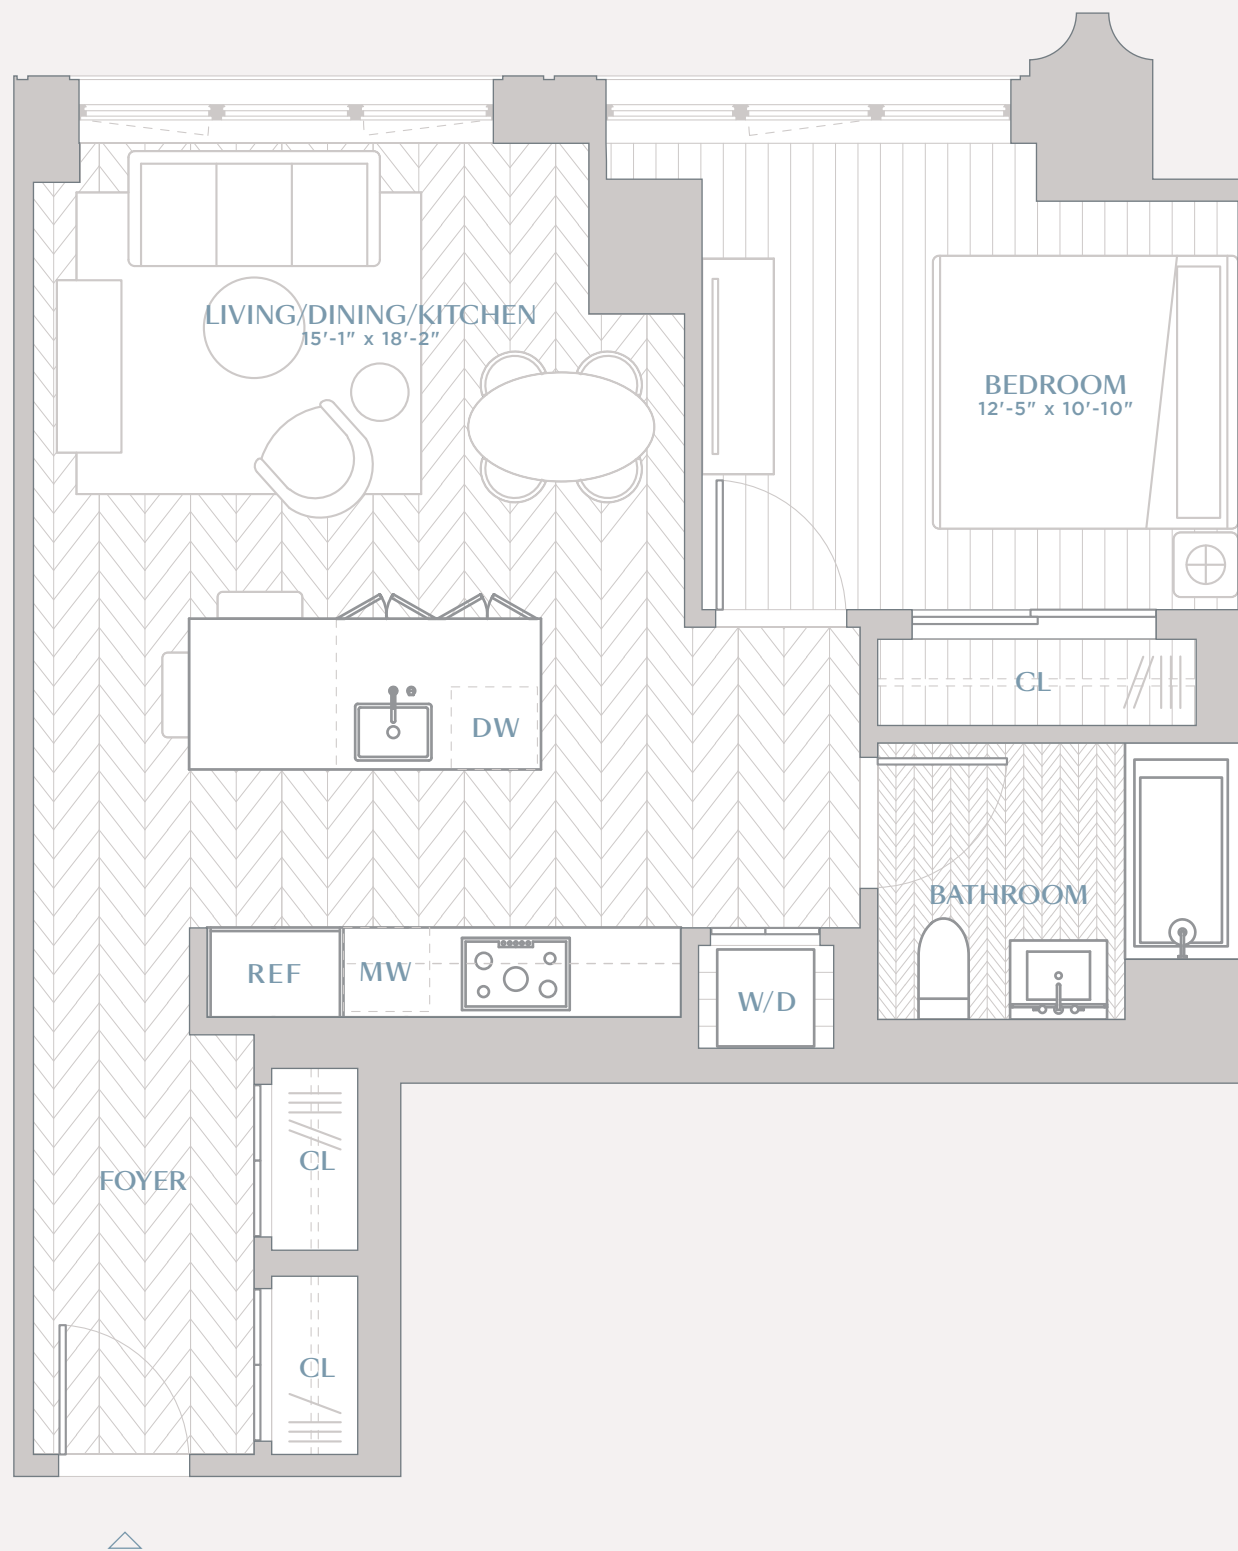 LIVING/DINING/KITCHEN
15'-1" x 18'-2"
BEDROOM
12'-5" x 10'-10"
CL
DW
BATHROOM
REF
MW
W/D
CL
FOYER
CL